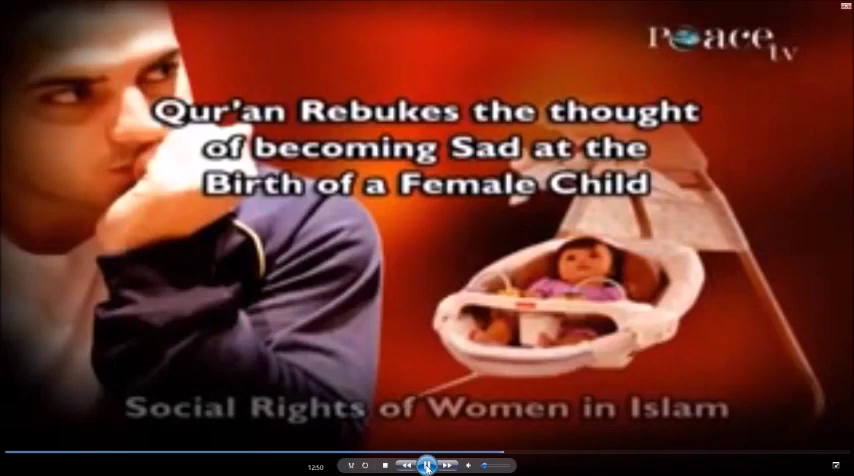 Peace tv
Qur'an Rebukes the thought
of becoming Sad at the
Birth of a Female Child
Social Rights of Women in Islam
12:50